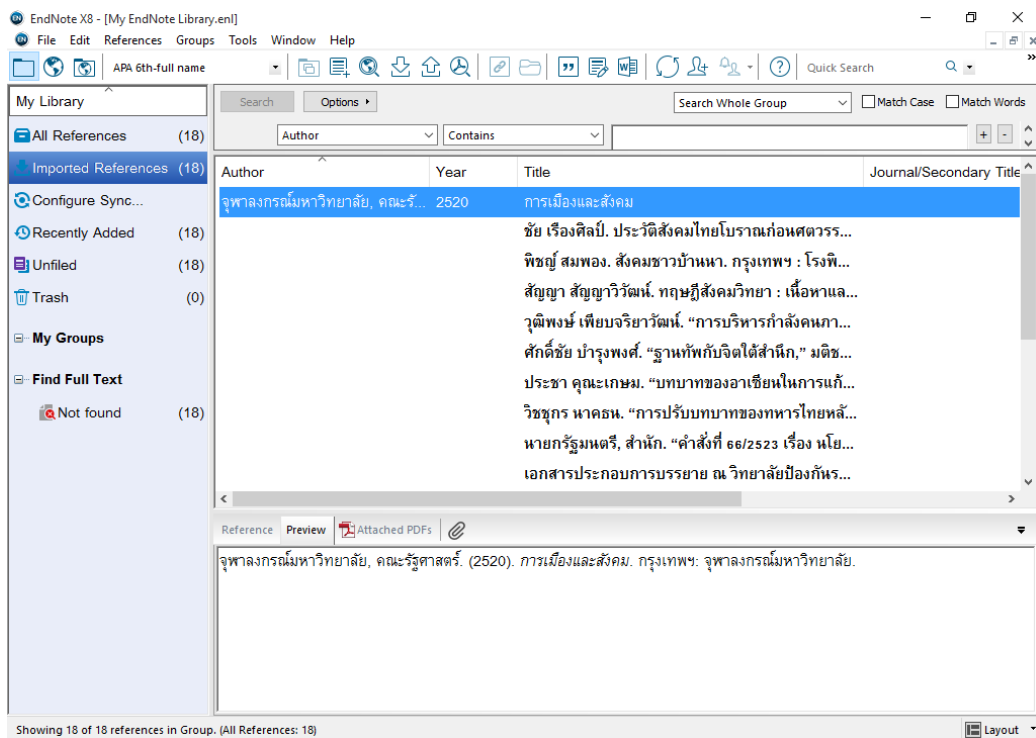 EndNote X8 - [My EndNote Library.enl]
File Edit References Groups Tools Window Help
APA 6th-full name
Quick Search
My Library
Search Options
Search Whole Group
Match Case Match Words
Author Contains + -
All References (18)
Imported References (18)
Configure Sync...
Recently Added (18)
Unfiled (18)
Trash (0)
My Groups
Find Full Text
Not found (18)
Author Year Title Journal/Secondary Title
จุฬาลงกรณ์มหาวิทยาลัย, คณะรั... 2520 การเมืองและสังคม
ชัย เรืองศิลป์. ประวัติสังคมไทยโบราณก่อนศตวรร...
พิชญ์ สมพอง. สังคมชาวบ้านนา. กรุงเทพฯ : โรงพิ...
สัญญา สัญญาวิวัฒน์. ทฤษฎีสังคมวิทยา : เนื้อหาแล...
วุฒิพงษ์ เพียบจริยาวัฒน์. “การบริหารกำลังคนภา...
ศักดิ์ชัย บำรุงพงศ์. “ฐานทัพกับจิตใต้สำนึก,” มติช...
ประชา คุณะเกษม. “บทบาทของอาเซียนในการแก้...
วิชชุกร นาคธน. “การปรับบทบาทของทหารไทยหลั...
นายกรัฐมนตรี, สำนัก. “คำสั่งที่ 66/2523 เรื่อง นโย...
เอกสารประกอบการบรรยาย ณ วิทยาลัยป้องกันร...
Reference Preview Attached PDFs
จุฬาลงกรณ์มหาวิทยาลัย, คณะรัฐศาสตร์. (2520). การเมืองและสังคม. กรุงเทพฯ: จุฬาลงกรณ์มหาวิทยาลัย.
Showing 18 of 18 references in Group. (All References: 18)
Layout